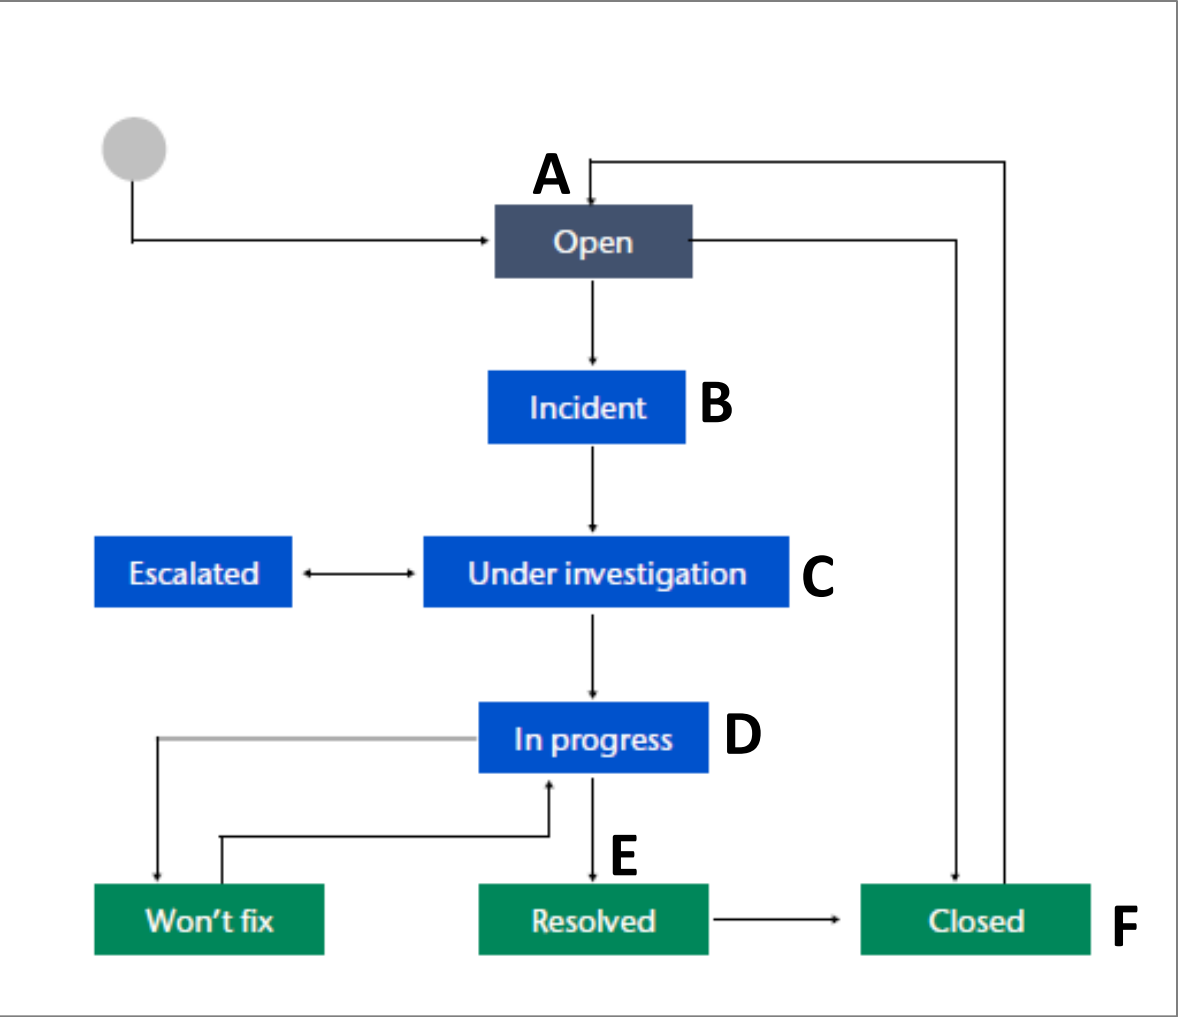 A
Open
Incident
B
Escalated
Under investigation
C
In progress
D
E
Won’t fix
Resolved
Closed
F